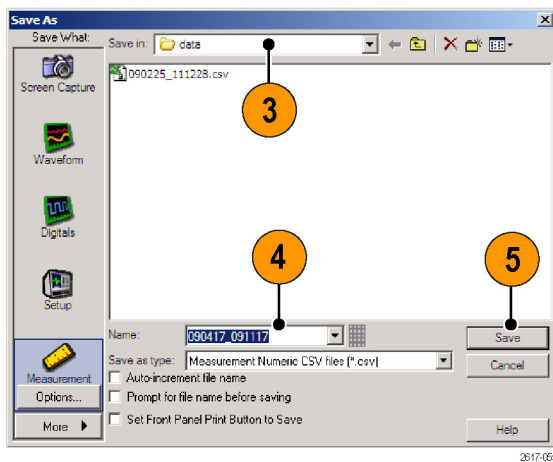 Save As
Save What:
Save in: data
Screen Capture
090225_111228.csv
3
Waveform
Digitals
4
5
Setup
Name: 090417_091117
Save
Save as type: Measurement Numeric CSV files (*.csv)
Cancel
Measurement
Auto-increment file name
Options...
Prompt for file name before saving
More
Set Front Panel Print Button to Save
Help